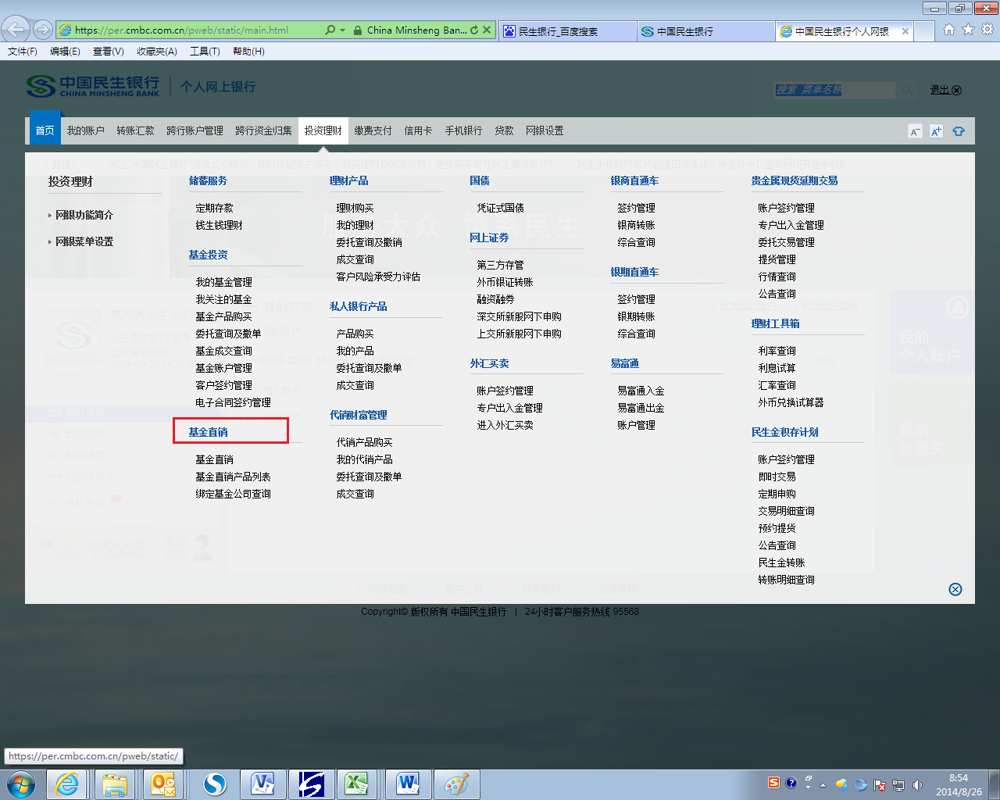 https://per.cmbc.com.cn/pweb/static/main.html
China Minsheng Ban...
民生银行_百度搜索
中国民生银行
中国民生银行个人网银
文件(F) 编辑(E) 查看(V) 收藏夹(A) 工具(T) 帮助(H)
中国民生银行
CHINA MINSHENG BANK
个人网上银行
搜索 菜单名称
退出
首页 我的账户 转账汇款 跨行账户管理 跨行资金归集 投资理财 缴费支付 信用卡 手机银行 贷款 网银设置
A- A+
投资理财
网银功能简介
网银菜单设置
储蓄服务
定期存款
钱生钱理财
基金投资
我的基金管理
我关注的基金
基金产品购买
委托查询及撤单
基金成交查询
基金账户管理
客户签约管理
电子合同签约管理
基金直销
基金直销
基金直销产品列表
绑定基金公司查询
理财产品
理财购买
我的理财
委托查询及撤销
成交查询
客户风险承受力评估
私人银行产品
产品购买
我的产品
委托查询及撤单
成交查询
代销财富管理
代销产品购买
我的代销产品
委托查询及撤单
成交查询
国债
凭证式国债
网上证券
第三方存管
外币银证转账
融资融券
深交所新股网下申购
上交所新股网下申购
外汇买卖
账户签约管理
专户出入金管理
进入外汇买卖
银商直通车
签约管理
银商转账
综合查询
银期直通车
签约管理
银期转账
综合查询
易富通
易富通入金
易富通出金
账户管理
贵金属现货延期交易
账户签约管理
专户出入金管理
委托交易管理
提货管理
行情查询
公告查询
理财工具箱
利率查询
利息试算
汇率查询
外币兑换试算器
民生金积存计划
账户签约管理
即时交易
定期申购
交易明细查询
预约提货
公告查询
民生金转账
转账明细查询
我的
个人账户
我的
收藏夹
95568
Copyright© 版权所有 中国民生银行 | 24小时客户服务热线 95568
https://per.cmbc.com.cn/pweb/static/
8:54
2014/8/26